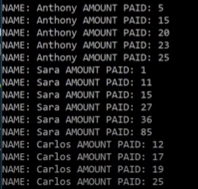 NAME: Anthony AMOUNT PAID: 5
NAME: Anthony AMOUNT PAID: 15
NAME: Anthony AMOUNT PAID: 20
NAME: Anthony AMOUNT PAID: 23
NAME: Anthony AMOUNT PAID: 25
NAME: Sara AMOUNT PAID: 1
NAME: Sara AMOUNT PAID: 11
NAME: Sara AMOUNT PAID: 15
NAME: Sara AMOUNT PAID: 27
NAME: Sara AMOUNT PAID: 36
NAME: Sara AMOUNT PAID: 85
NAME: Carlos AMOUNT PAID: 12
NAME: Carlos AMOUNT PAID: 17
NAME: Carlos AMOUNT PAID: 19
NAME: Carlos AMOUNT PAID: 25